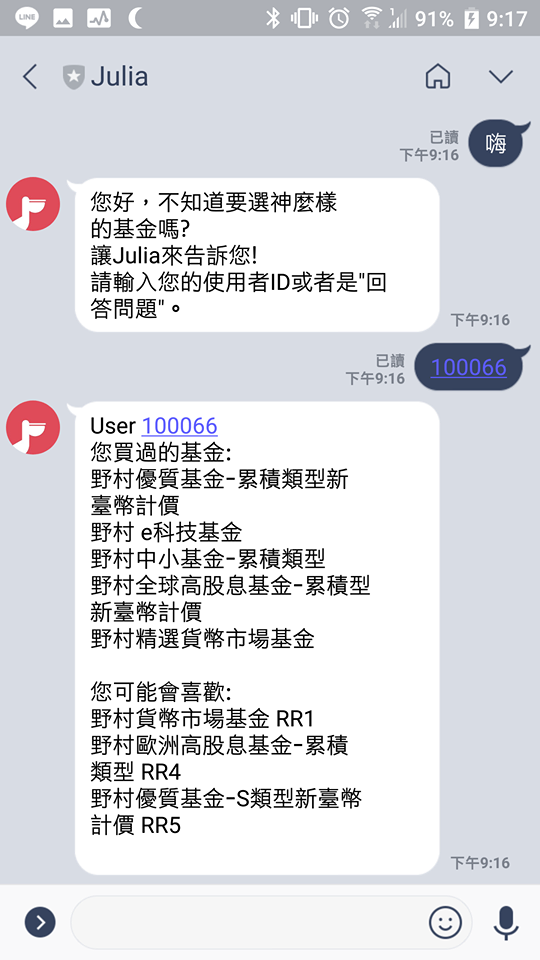 LINE
91%
9:17
Julia
已讀
下午9:16
嗨
您好，不知道要選神麼樣
的基金嗎?
讓Julia來告訴您!
請輸入您的使用者ID或者是"回
答問題"。
下午9:16
已讀
下午9:16
100066
User 100066
您買過的基金:
野村優質基金-累積類型新
臺幣計價
野村 e科技基金
野村中小基金-累積類型
野村全球高股息基金-累積型
新臺幣計價
野村精選貨幣市場基金
您可能會喜歡:
野村貨幣市場基金 RR1
野村歐洲高股息基金-累積
類型 RR4
野村優質基金-S類型新臺幣
計價 RR5
下午9:16